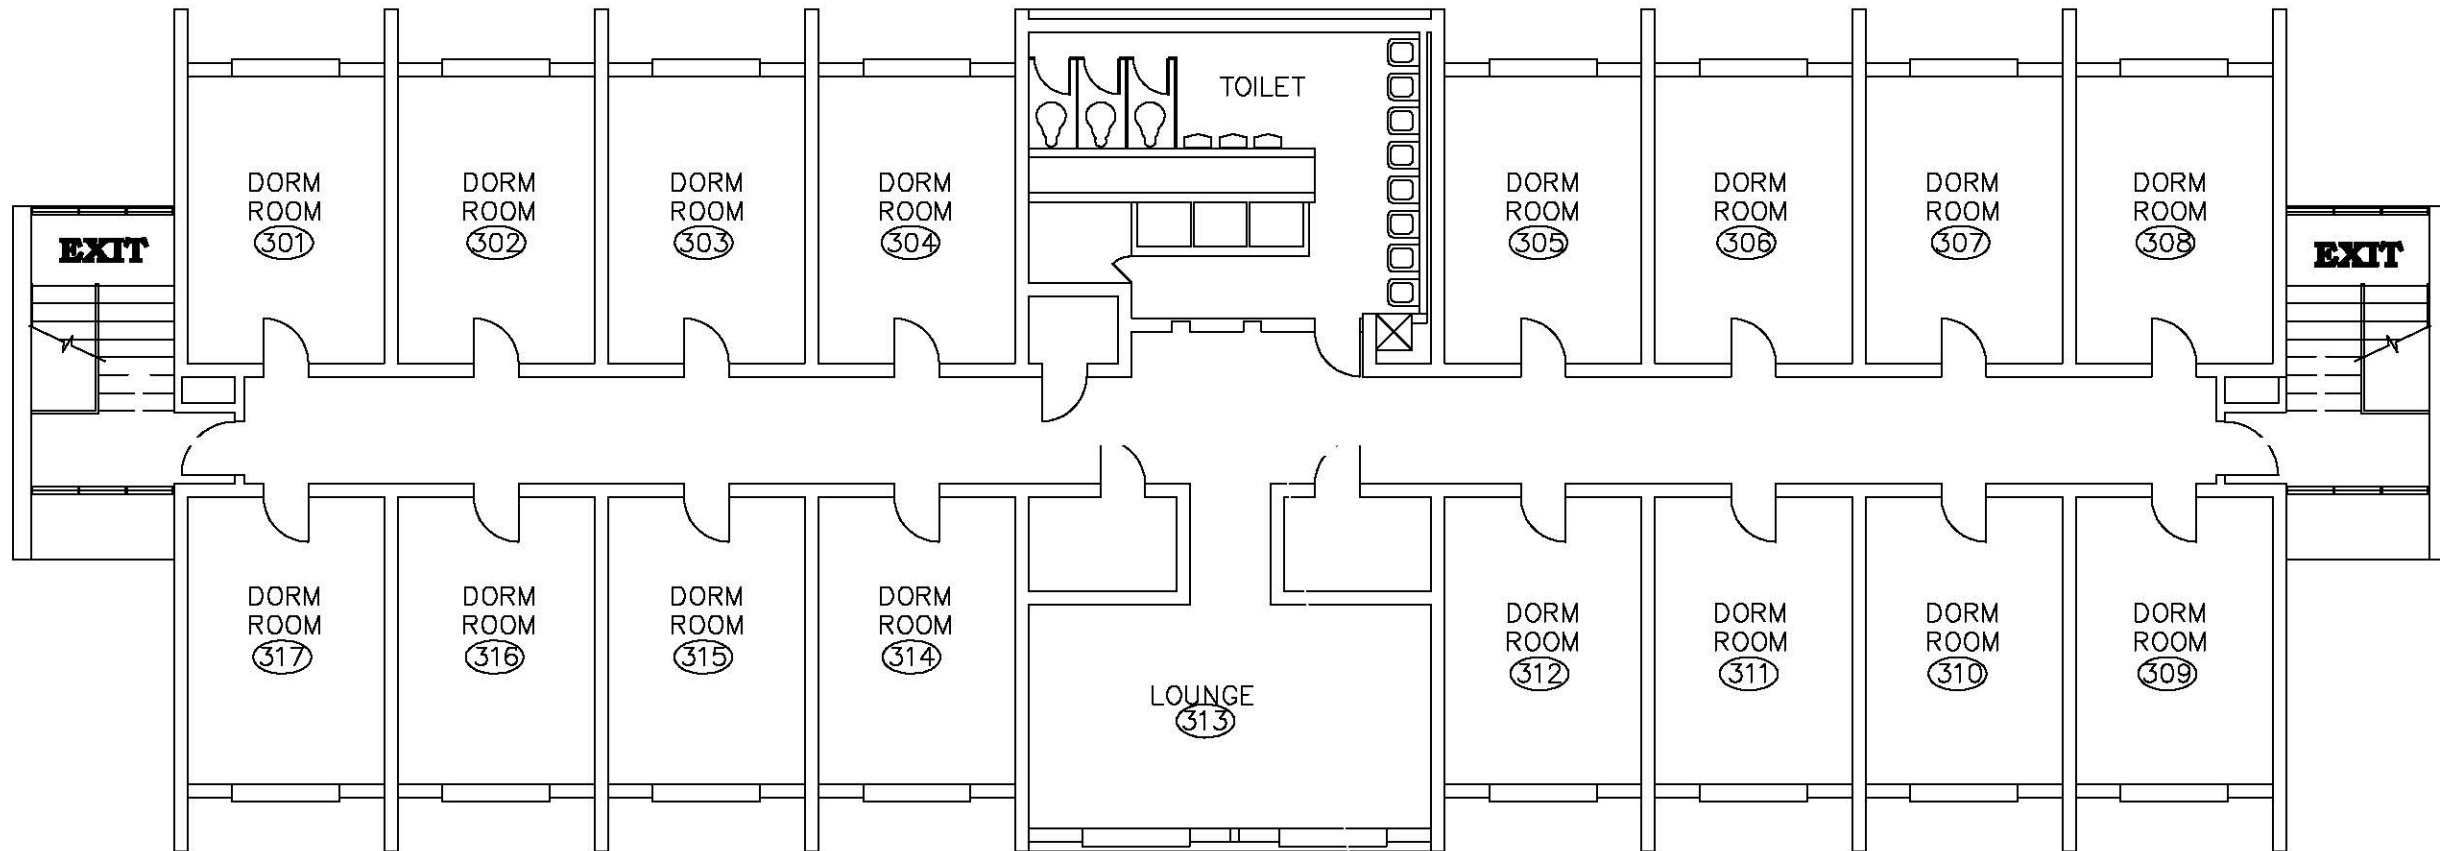 TOILET
DORM
ROOM
301
DORM
ROOM
302
DORM
ROOM
303
DORM
ROOM
304
DORM
ROOM
305
DORM
ROOM
306
DORM
ROOM
307
DORM
ROOM
308
EXIT
EXIT
DORM
ROOM
317
DORM
ROOM
316
DORM
ROOM
315
DORM
ROOM
314
LOUNGE
313
DORM
ROOM
312
DORM
ROOM
311
DORM
ROOM
310
DORM
ROOM
309